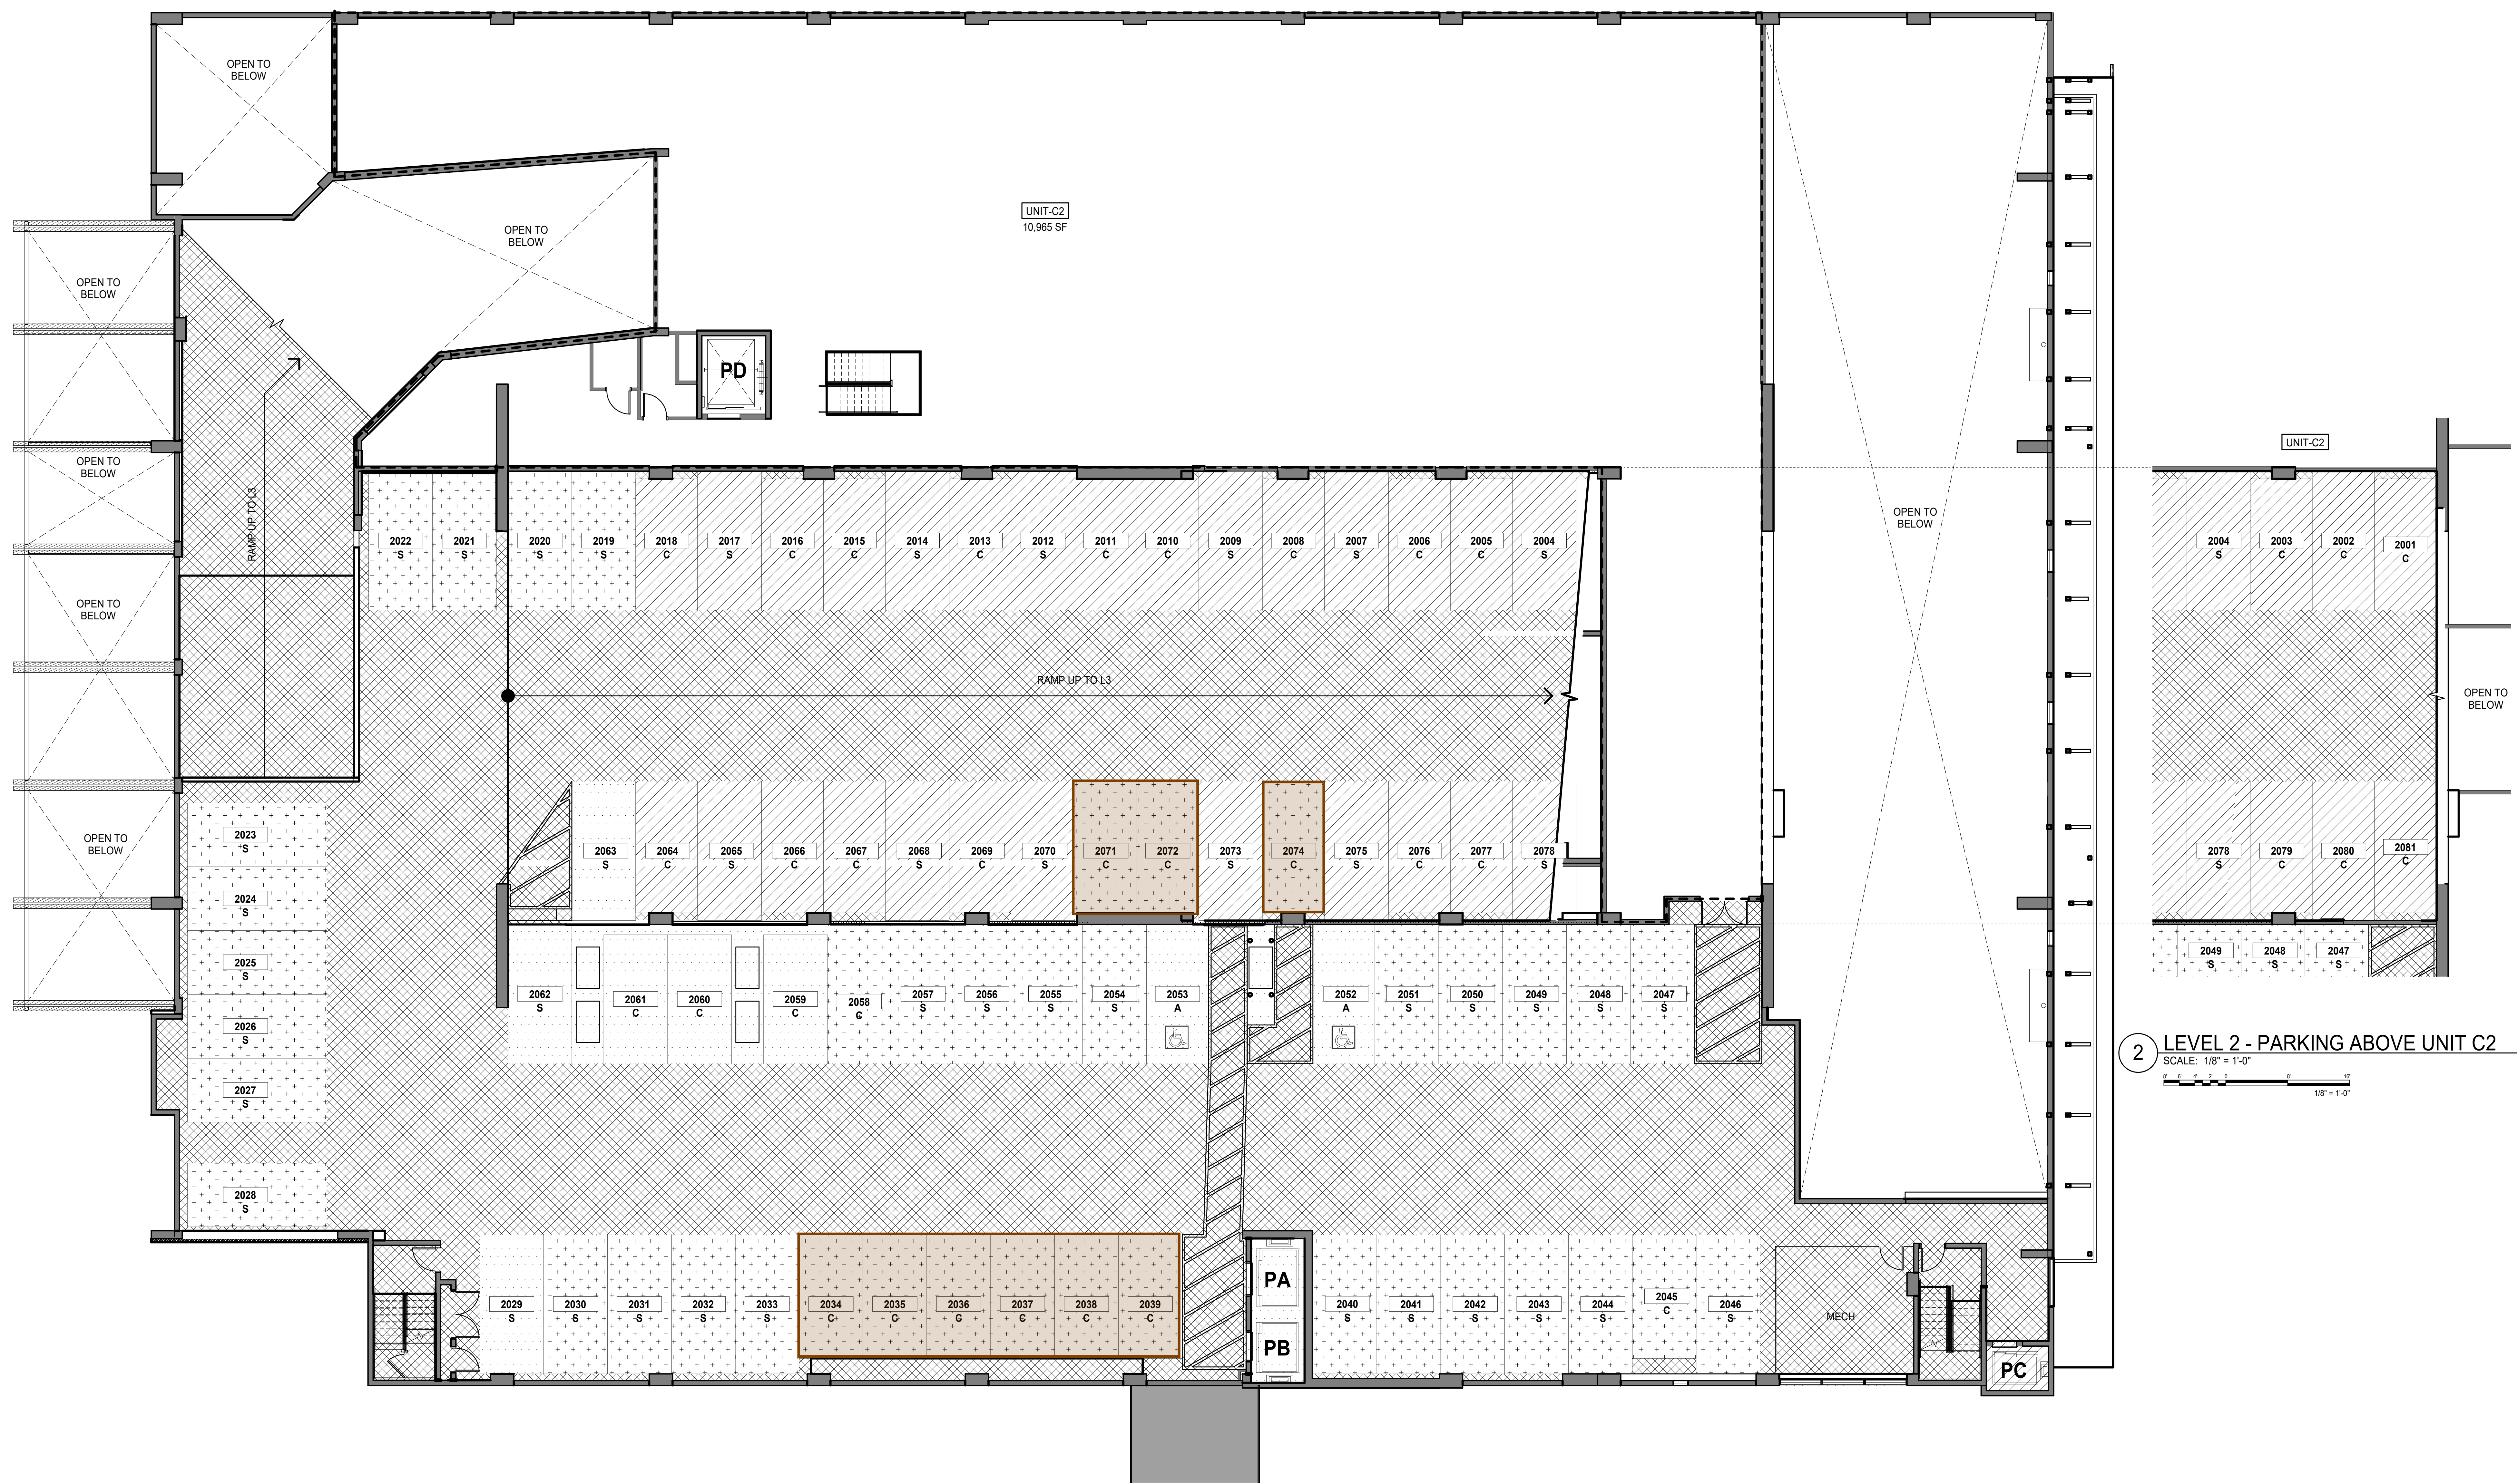 OPEN TO
BELOW
UNIT-C2
10,965 SF
OPEN TO
BELOW
OPEN TO
BELOW
PD
OPEN TO
BELOW
RAMP UP TO L3
OPEN TO
BELOW
OPEN TO
BELOW
OPEN TO
BELOW
2022 2021 2020 2019 2018 2017 2016 2015 2014 2013 2012 2011 2010 2009 2008 2007 2006 2005 2004
S S S S C S C C S C S C C S C S C C S
RAMP UP TO L3
2063 2064 2065 2066 2067 2068 2069 2070 2071 2072 2073 2074 2075 2076 2077 2078
S C S C C S C S C C S C S C C S
2023
S
2024
S
2025
S
2026
S
2027
S
2028
S
2062 2061 2060 2059 2058 2057 2056 2055 2054 2053 2052 2051 2050 2049 2048 2047
S C C C C S S S S A A S S S S S
2029 2030 2031 2032 2033 2034 2035 2036 2037 2038 2039
S S S S S C C C C C C
PA
PB
2040 2041 2042 2043 2044 2045 2046
S S S S S C S
MECH
PC
UNIT-C2
2004 2003 2002 2001
S C C C
OPEN TO
BELOW
2078 2079 2080 2081
S C C C
2049 2048 2047
S S S
2
LEVEL 2 - PARKING ABOVE UNIT C2
SCALE: 1/8" = 1'-0"
8' 6' 4' 2' 0 8' 16'
1/8" = 1'-0"